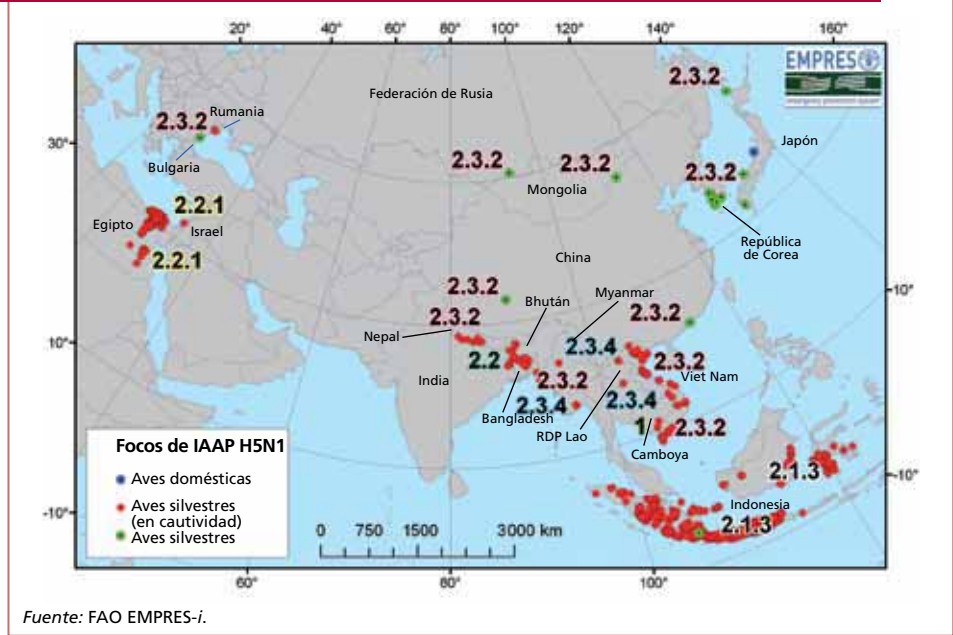 20° 40° 60° 80° 100° 120° 140° 160°
EMPRES
2.3.2
Federación de Rusia
2.3.2 Rumania
Japón
30°
2.3.2 2.3.2 2.3.2
Bulgaria
Mongolia
2.2.1
Egipto Israel
República
de Corea
2.2.1
China
2.3.2 Bhután Myanmar -10°
2.3.2 2.3.2
Nepal
10°
2.3.4
2.2 2.3.2
India 2.3.2 Viet Nam
2.3.4 2.3.4
Bangladesh
RDP Lao 1 2.3.2
Camboya
Focos de IAAP H5N1
Aves domésticas
Aves silvestres
(en cautividad)
Aves silvestres
2.1.3
-10°
Indonesia
-10°
2.1.3
0 750 1500 3000 km
60° 80° 100°
Fuente: FAO EMPRES-i.